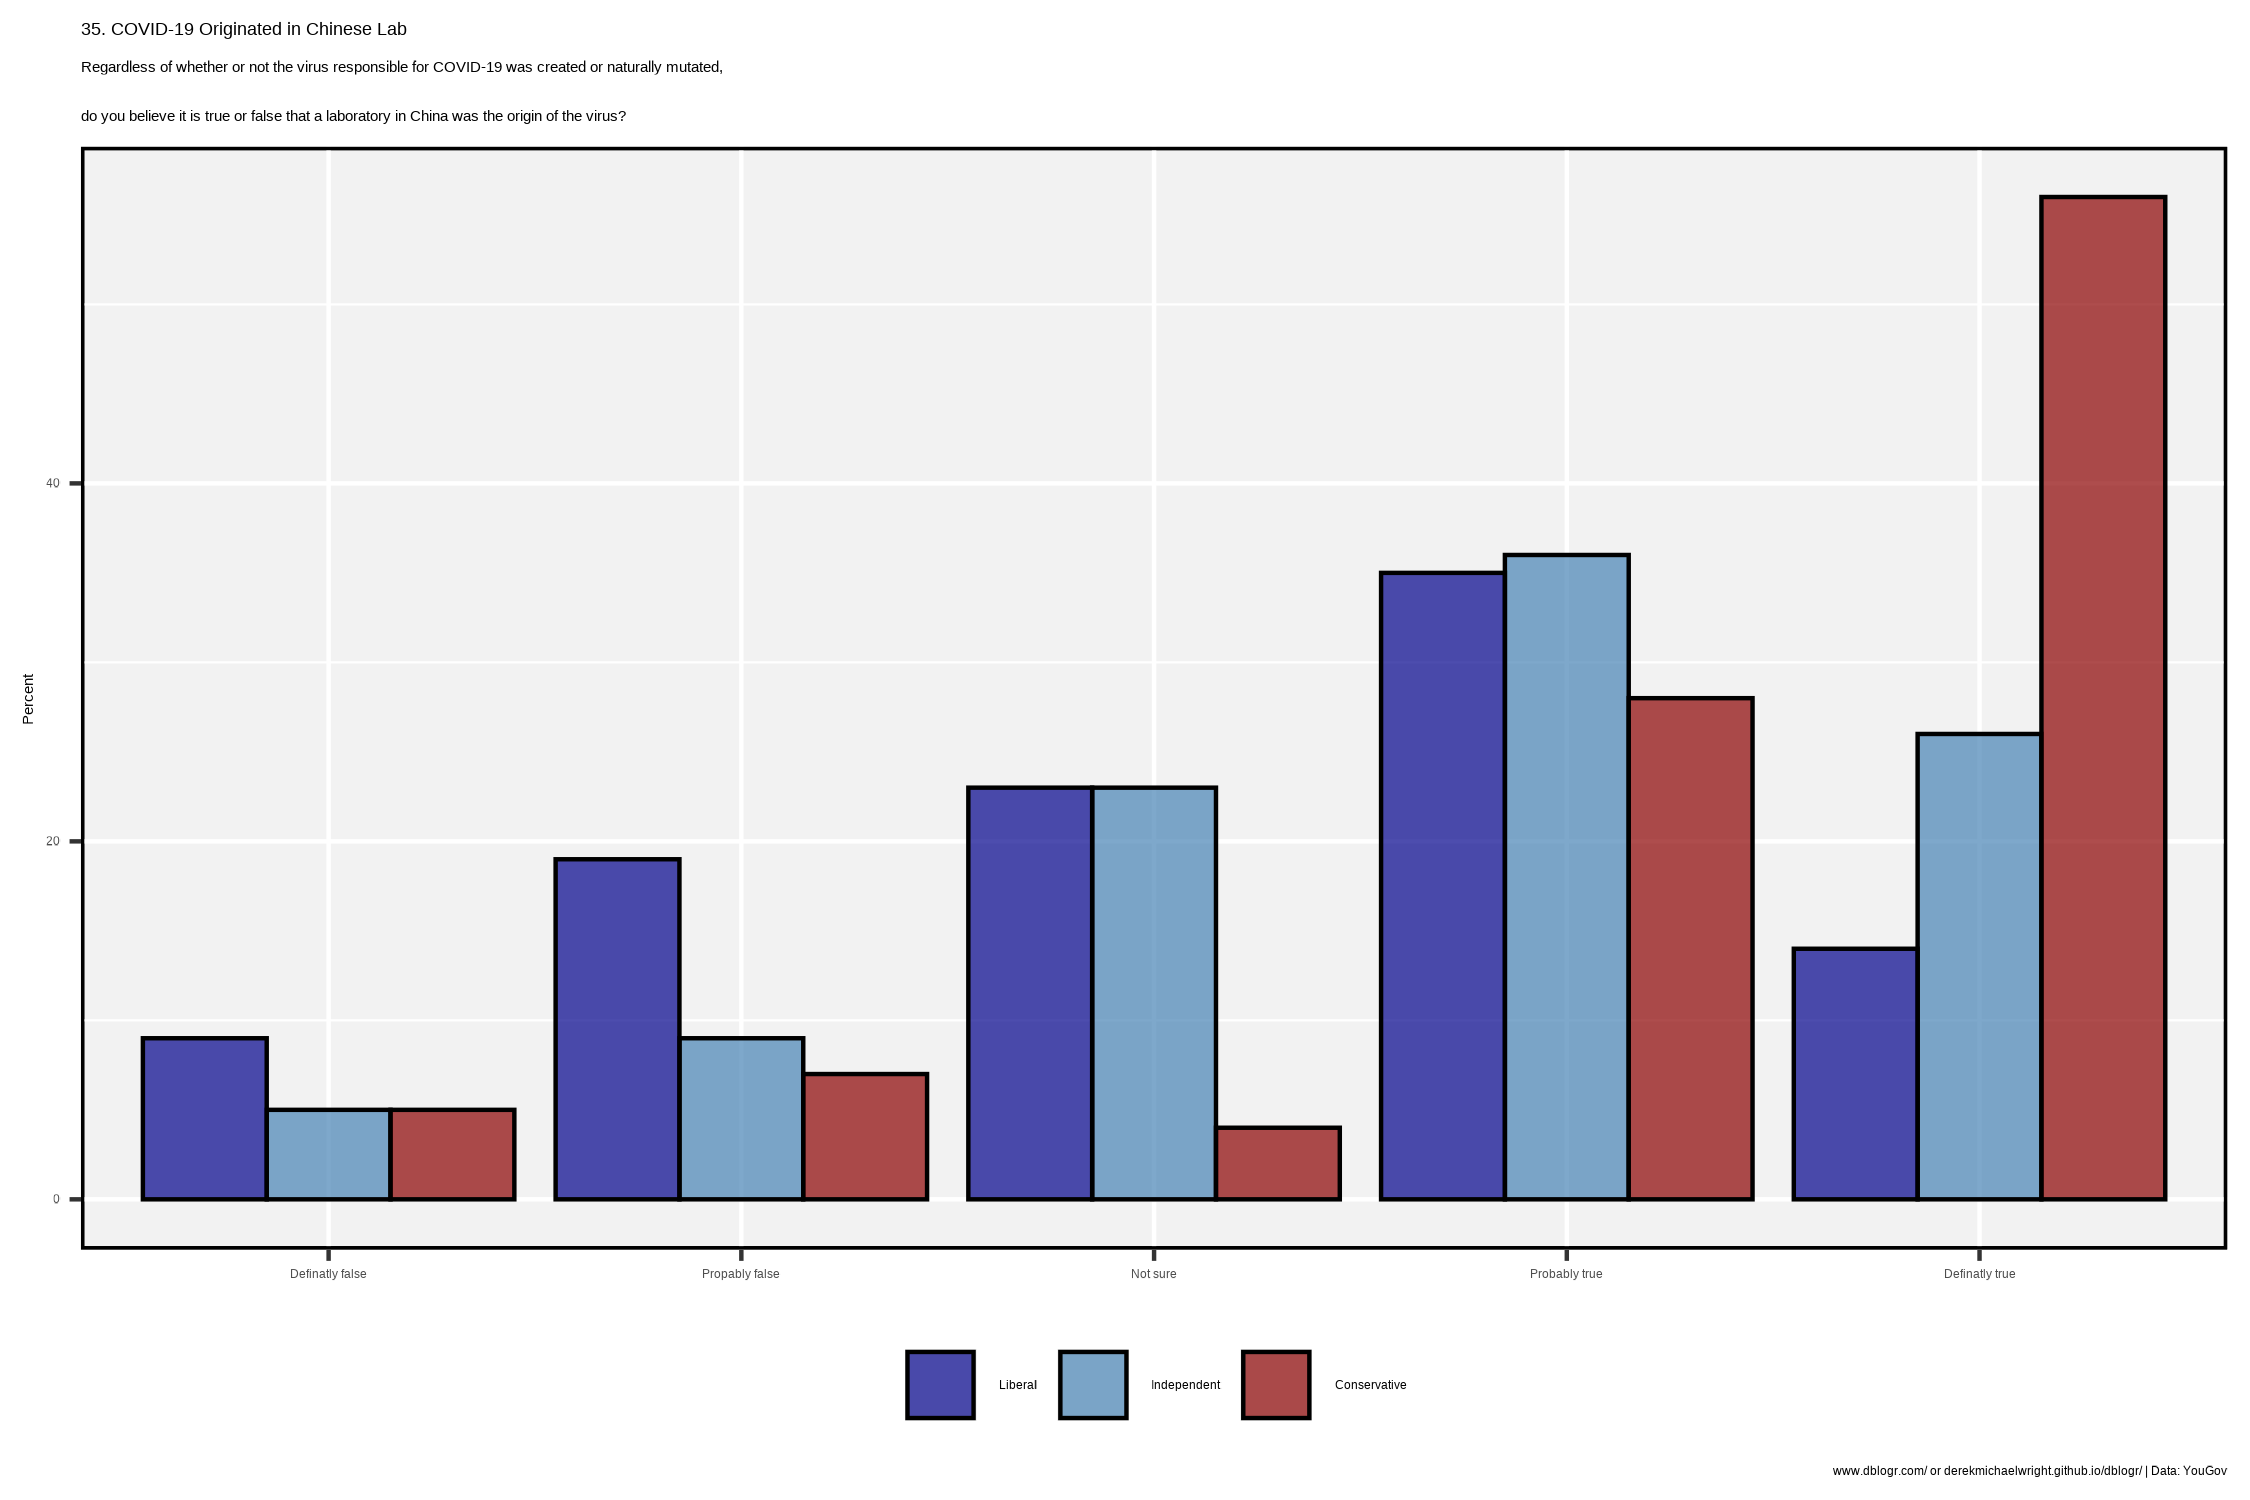 35. COVID-19 Originated in Chinese Lab
Regardless of whether or not the virus responsible for COVID-19 was created or naturally mutated,
do you believe it is true or false that a laboratory in China was the origin of the virus?
Percent
40
20
0
Definatly false
Propably false
Not sure
Probably true
Definatly true
Liberal
Independent
Conservative
www.dblogr.com/ or derekmichaelwright.github.io/dblogr/ | Data: YouGov